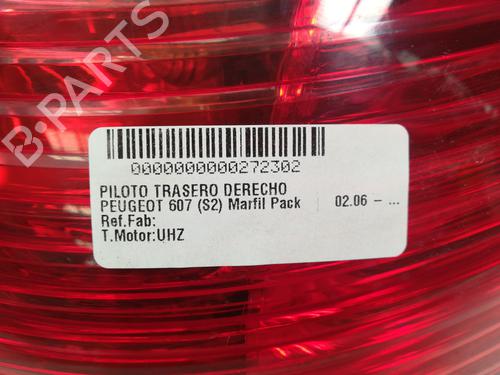 0000000000272302
PILOTO TRASERO DERECHO
PEUGEOT 607 (S2) Marfil Pack 02.06 - ...
Ref.Fab:
T.Motor:UHZ
B-PARTS